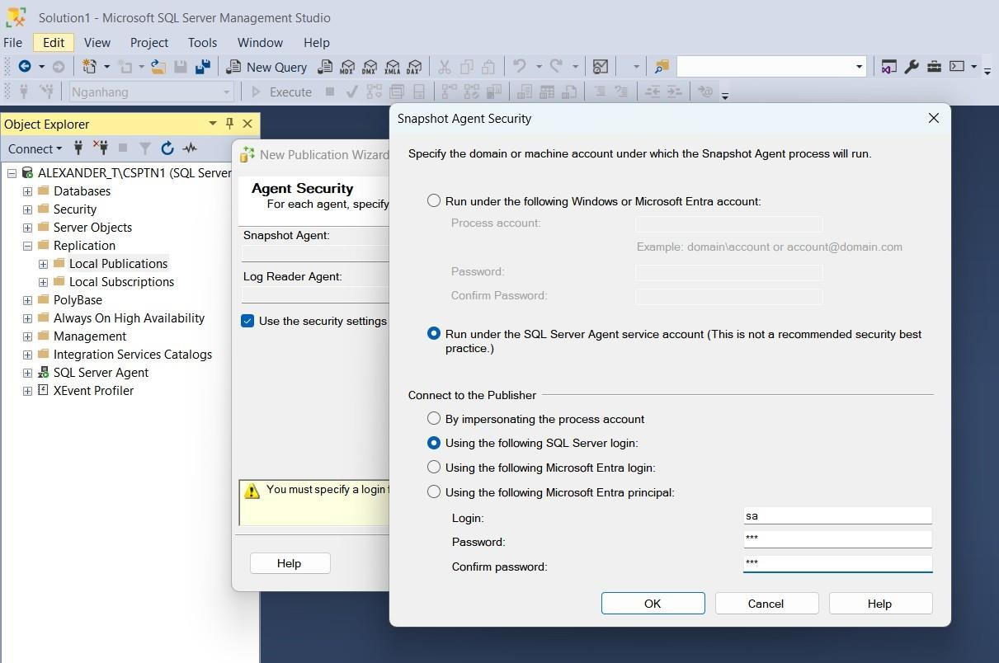 Solution1 - Microsoft SQL Server Management Studio
File Edit View Project Tools Window Help
New Query MDX DMX XMLA DAX
Nganhang Execute
Object Explorer
Connect
ALEXANDER_T\CSPTN1 (SQL Server
Databases
Security
Server Objects
Replication
Local Publications
Local Subscriptions
PolyBase
Always On High Availability
Management
Integration Services Catalogs
SQL Server Agent
XEvent Profiler
New Publication Wizard
Agent Security
For each agent, specify
Snapshot Agent:
Log Reader Agent:
Use the security settings
You must specify a login
Help
Snapshot Agent Security
Specify the domain or machine account under which the Snapshot Agent process will run.
Run under the following Windows or Microsoft Entra account:
Process account:
Example: domain\account or account@domain.com
Password:
Confirm Password:
Run under the SQL Server Agent service account (This is not a recommended security best
practice.)
Connect to the Publisher
By impersonating the process account
Using the following SQL Server login:
Using the following Microsoft Entra login:
Using the following Microsoft Entra principal:
Login: sa
Password: ***
Confirm password: ***
OK Cancel Help